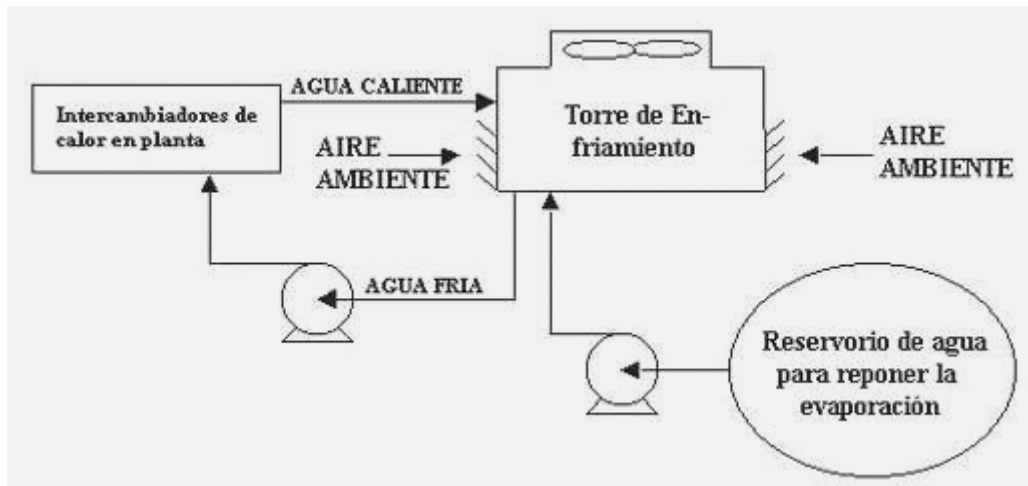 Intercambiadores de
calor en planta
AGUA CALIENTE
Torre de En-
friamiento
AIRE
AMBIENTE
AIRE
AMBIENTE
AGUA FRIA
Reservorio de agua
para reponer la
evaporación